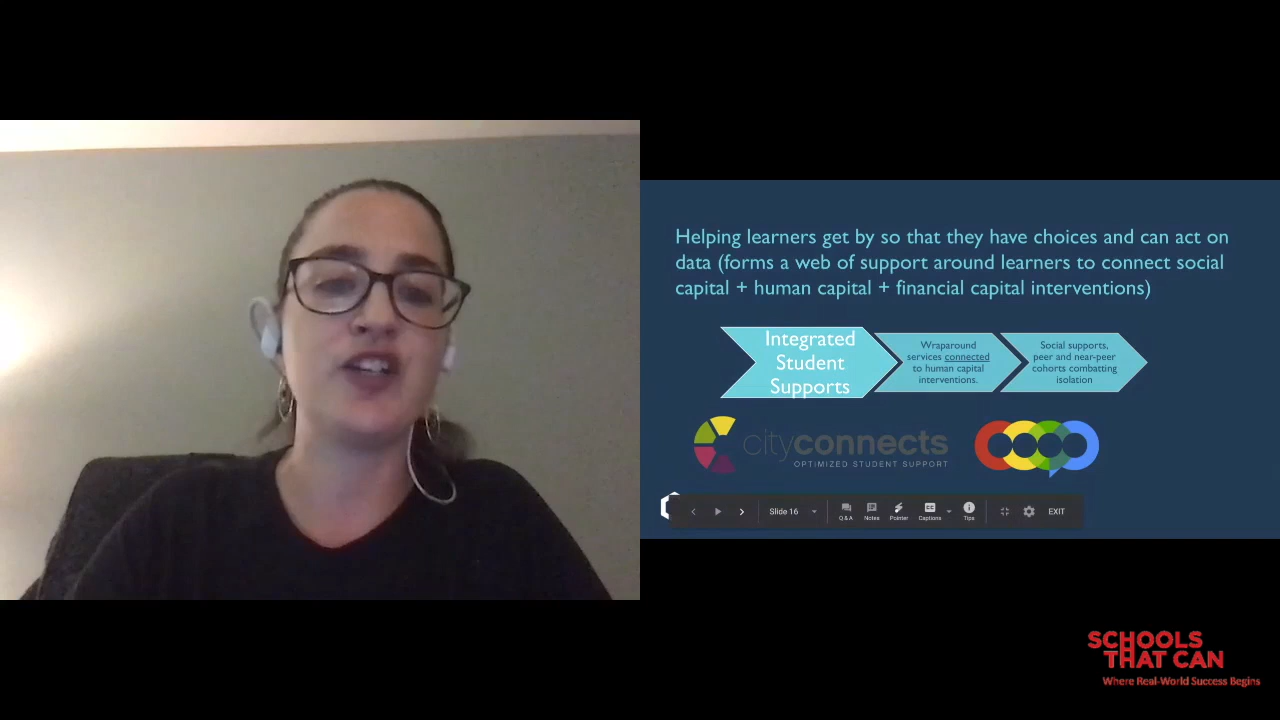 Helping learners get by so that they have choices and can act on
data (forms a web of support around learners to connect social
capital + human capital + financial capital interventions)
Integrated
Student
Supports
Wraparound
services connected
to human capital
interventions.
Social supports,
peer and near-peer
cohorts combatting
isolation
cityconnects
OPTIMIZED STUDENT SUPPORT
Slide 16
Q & A
Notes
Pointer
Captions
Tips
EXIT
SCHOOLS
THAT CAN
Where Real-World Success Begins